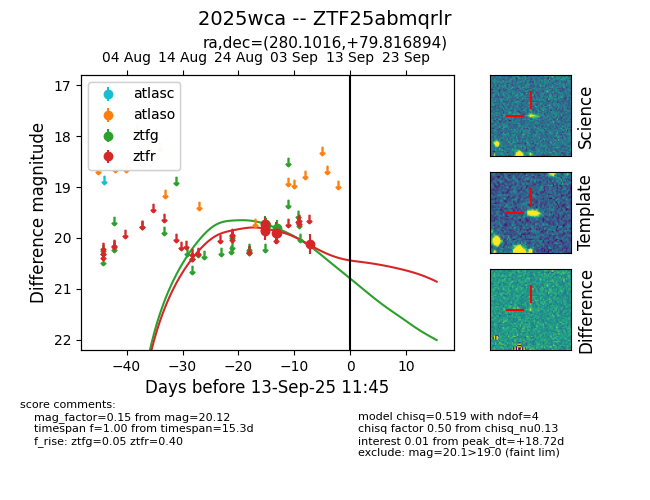 2025wca -- ZTF25abmqrlr
ra,dec=(280.1016,+79.816894)
04 Aug 14 Aug 24 Aug 03 Sep 13 Sep 23 Sep
atlasc
atlaso
ztfg
ztfr
17
18
19
20
21
22
Difference magnitude
−40 −30 −20 −10 0 10
Days before 13-Sep-25 11:45
Science
Template
Difference
score comments:
mag_factor=0.15 from mag=20.12
timespan f=1.00 from timespan=15.3d
f_rise: ztfg=0.05 ztfr=0.40
model chisq=0.519 with ndof=4
chisq factor 0.50 from chisq_nu0.13
interest 0.01 from peak_dt=+18.72d
exclude: mag=20.1>19.0 (faint lim)